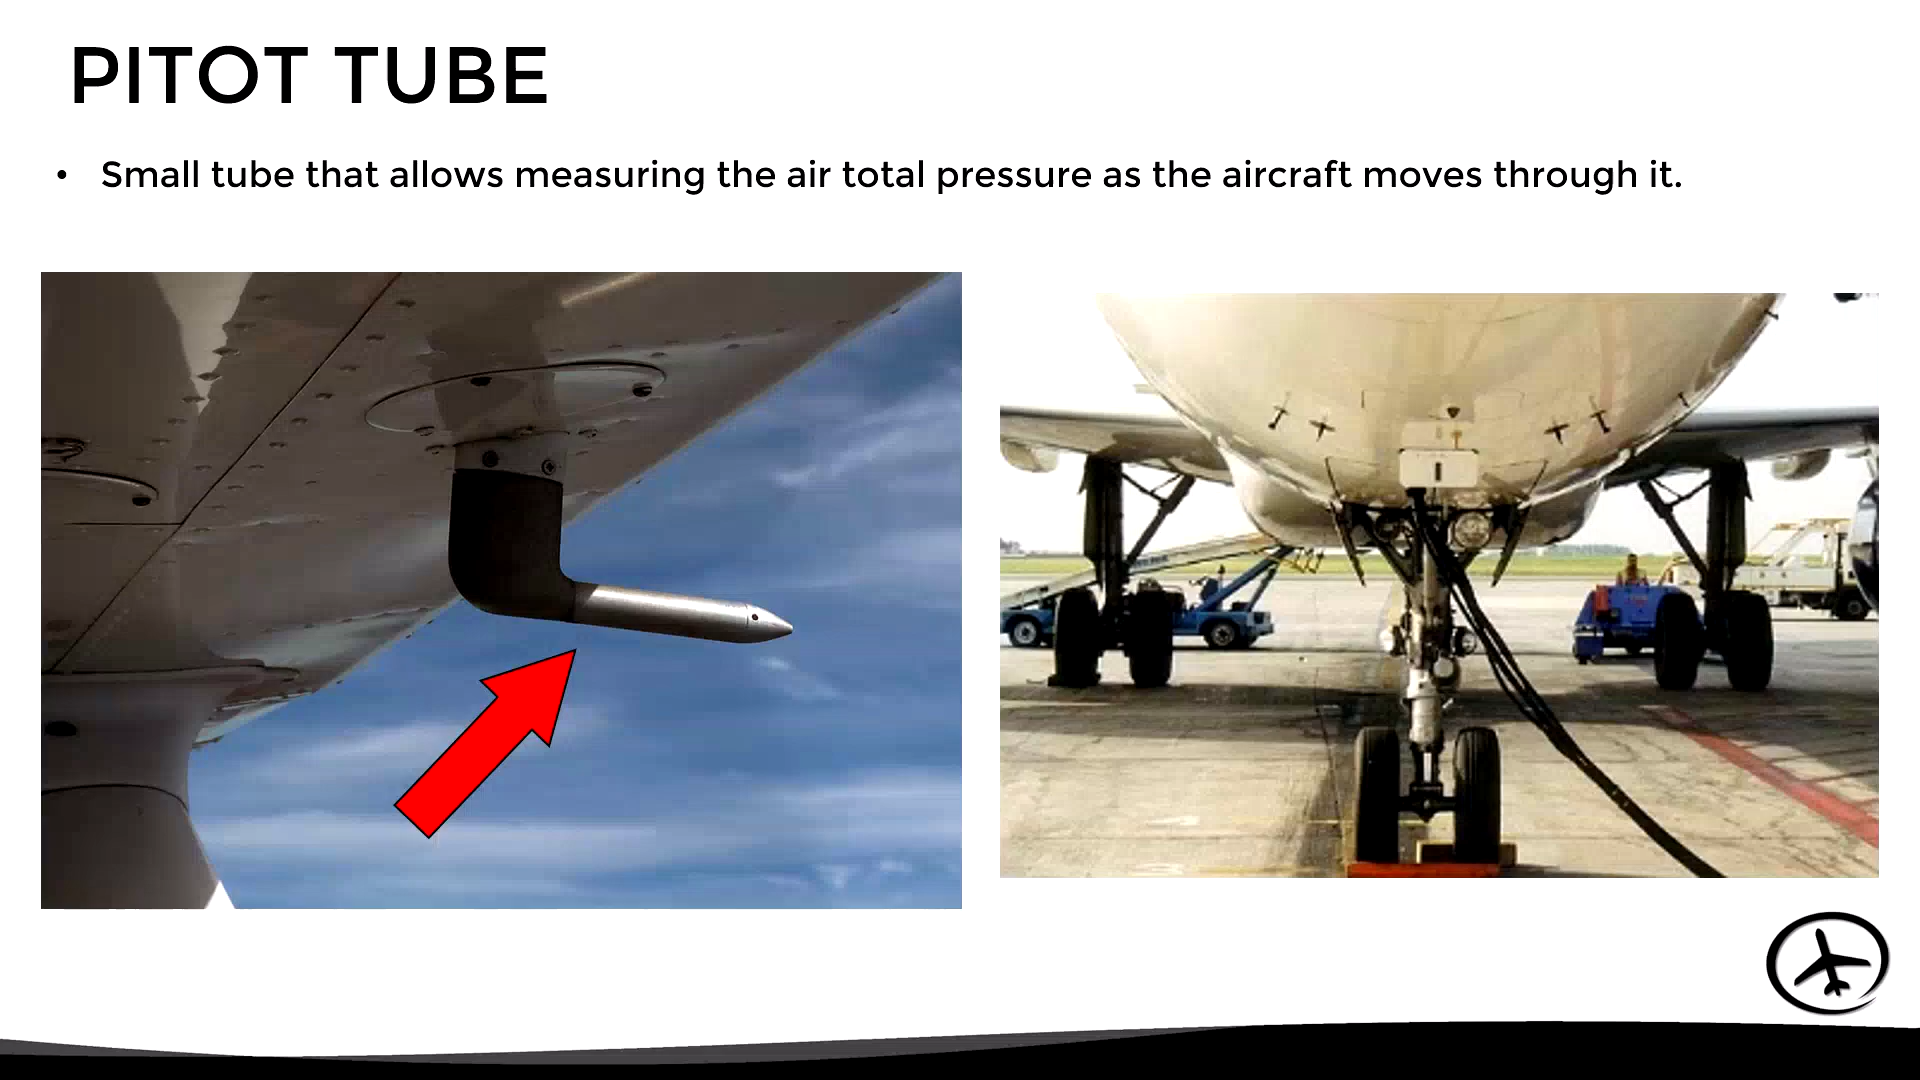 PITOT TUBE
• Small tube that allows measuring the air total pressure as the aircraft moves through it.